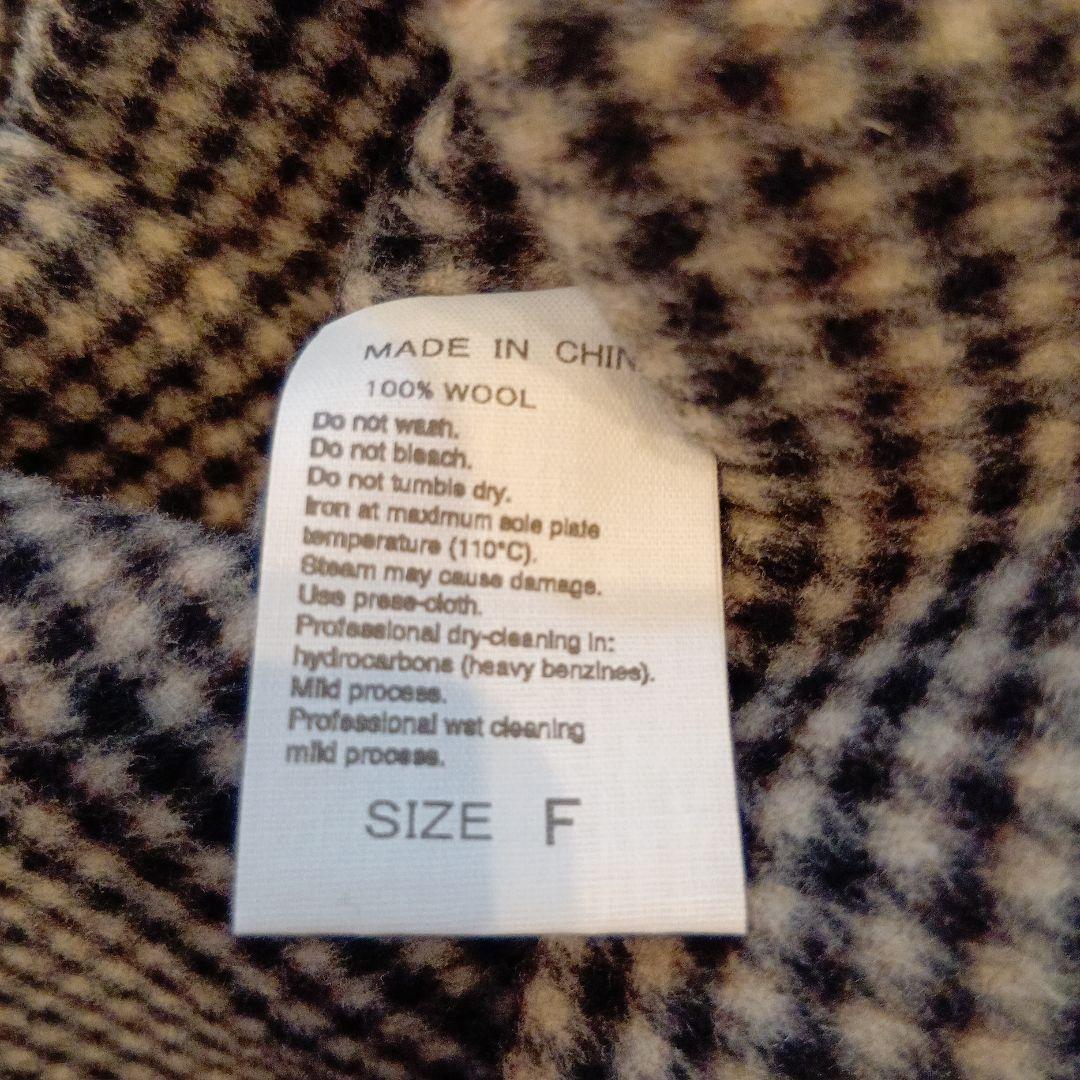 MADE IN CHIN
100% WOOL
Do not wash.
Do not bleach.
Do not tumble dry.
Iron at maximum sole plate
temperature (110°C).
Steam may cause damage.
Use press-cloth.
Professional dry-cleaning in:
hydrocarbons (heavy benzines).
Mild process.
Professional wet cleaning
mild process.
SIZE F